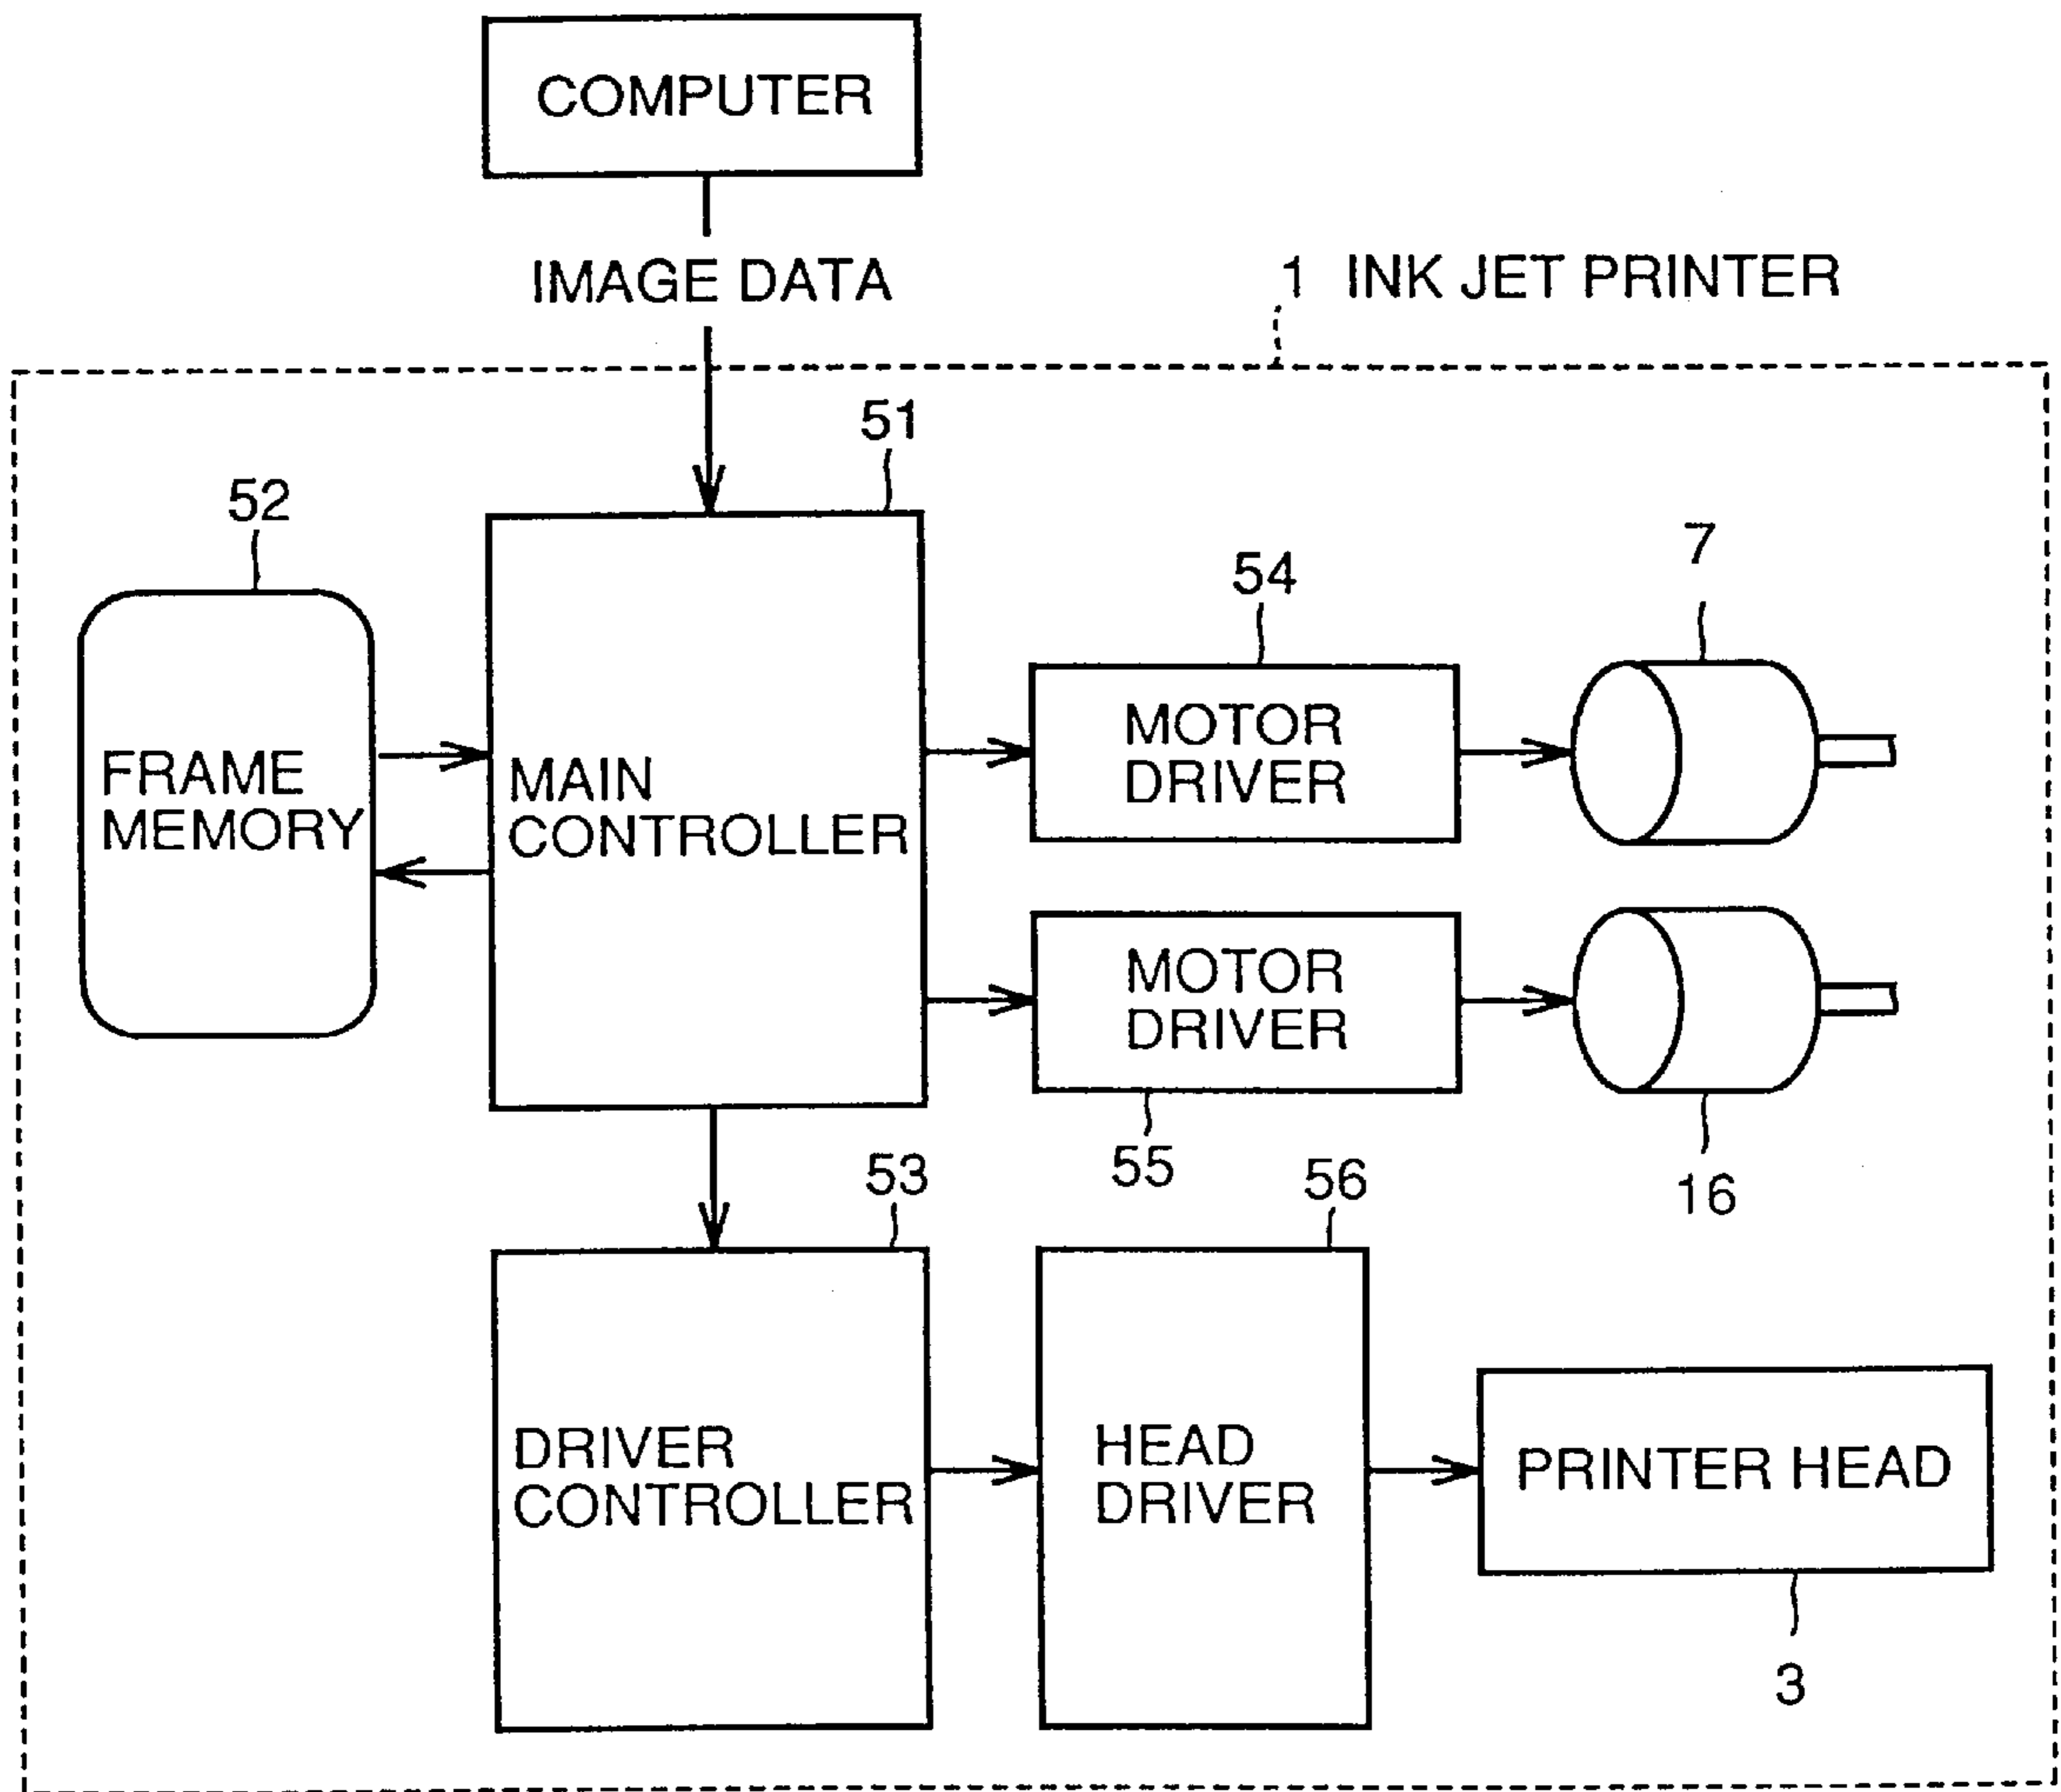 COMPUTER
IMAGE DATA
1 INK JET PRINTER
51
52
7
54
MOTOR
DRIVER
FRAME
MEMORY
MAIN
CONTROLLER
MOTOR
DRIVER
55
16
53
56
DRIVER
CONTROLLER
HEAD
DRIVER
PRINTER HEAD
3